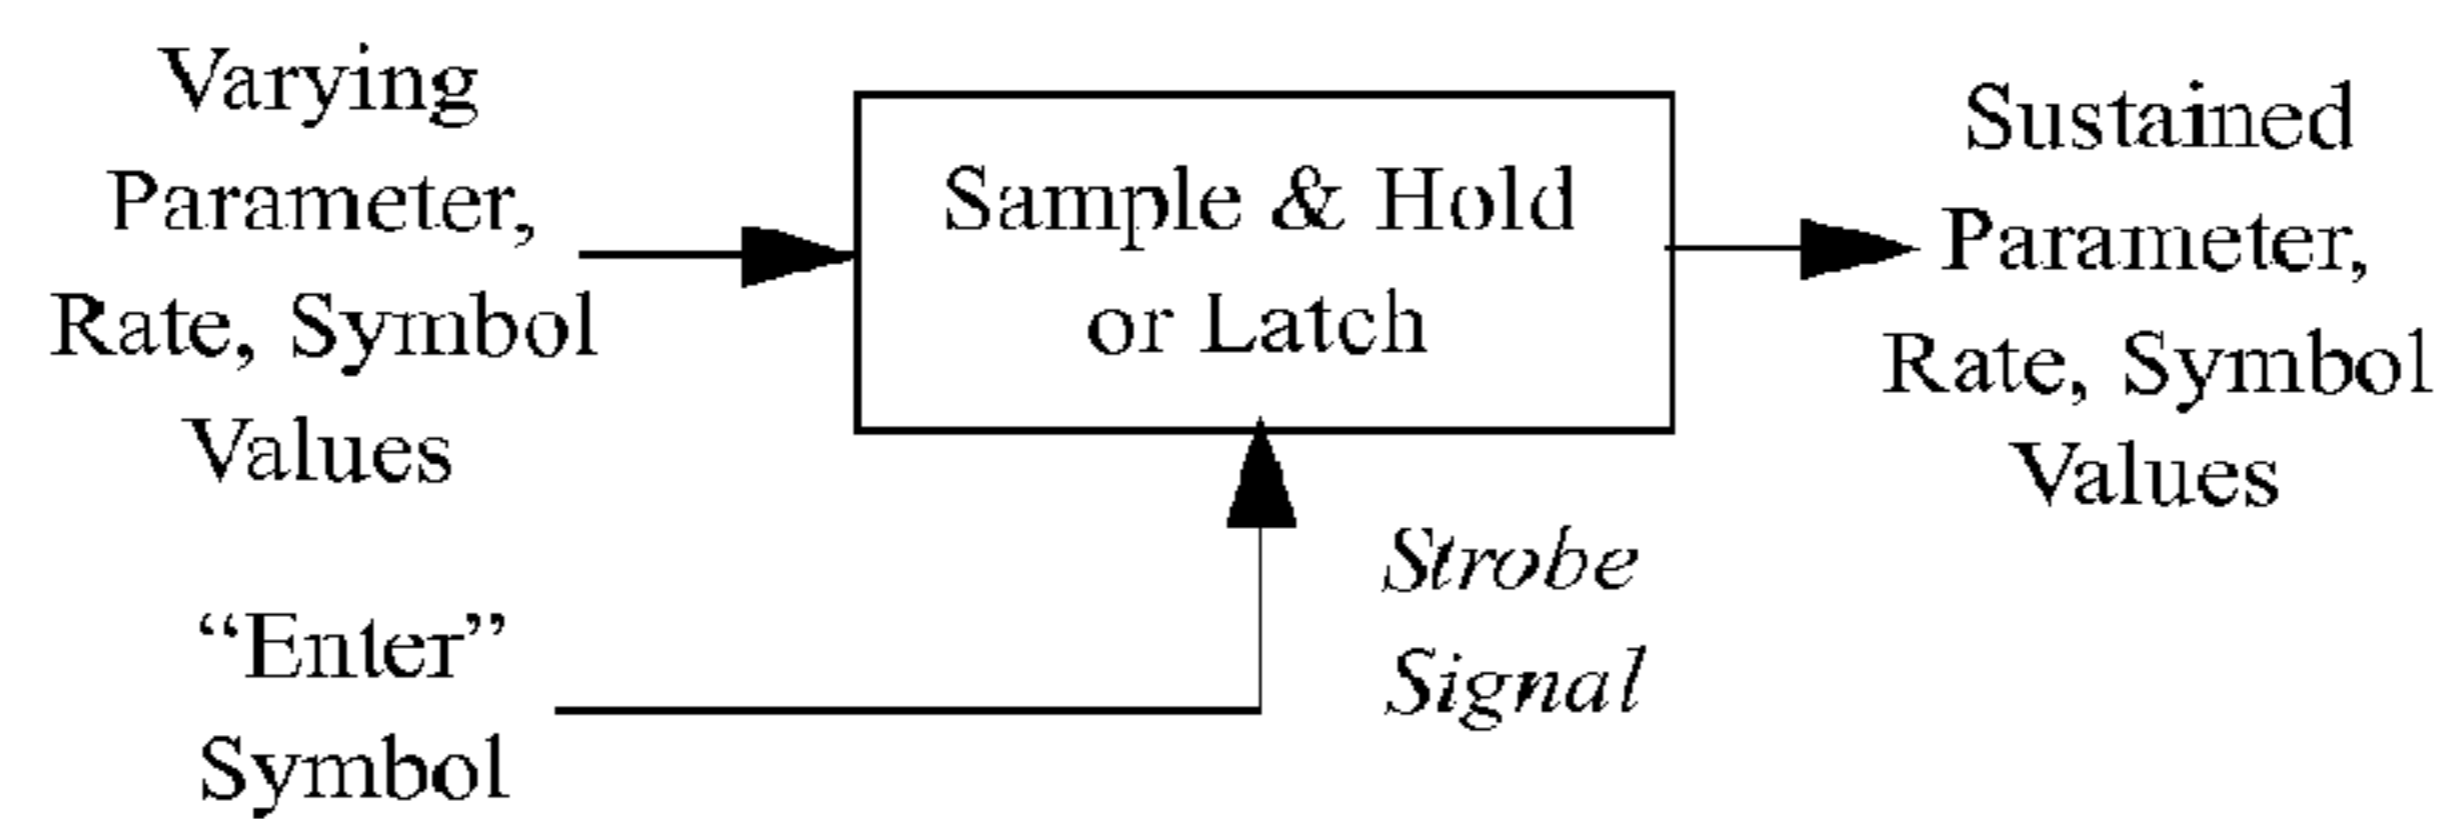 Varying
Parameter,
Rate, Symbol
Values
Sample & Hold
or Latch
Sustained
Parameter,
Rate, Symbol
Values
“Enter”
Symbol
Strobe
Signal